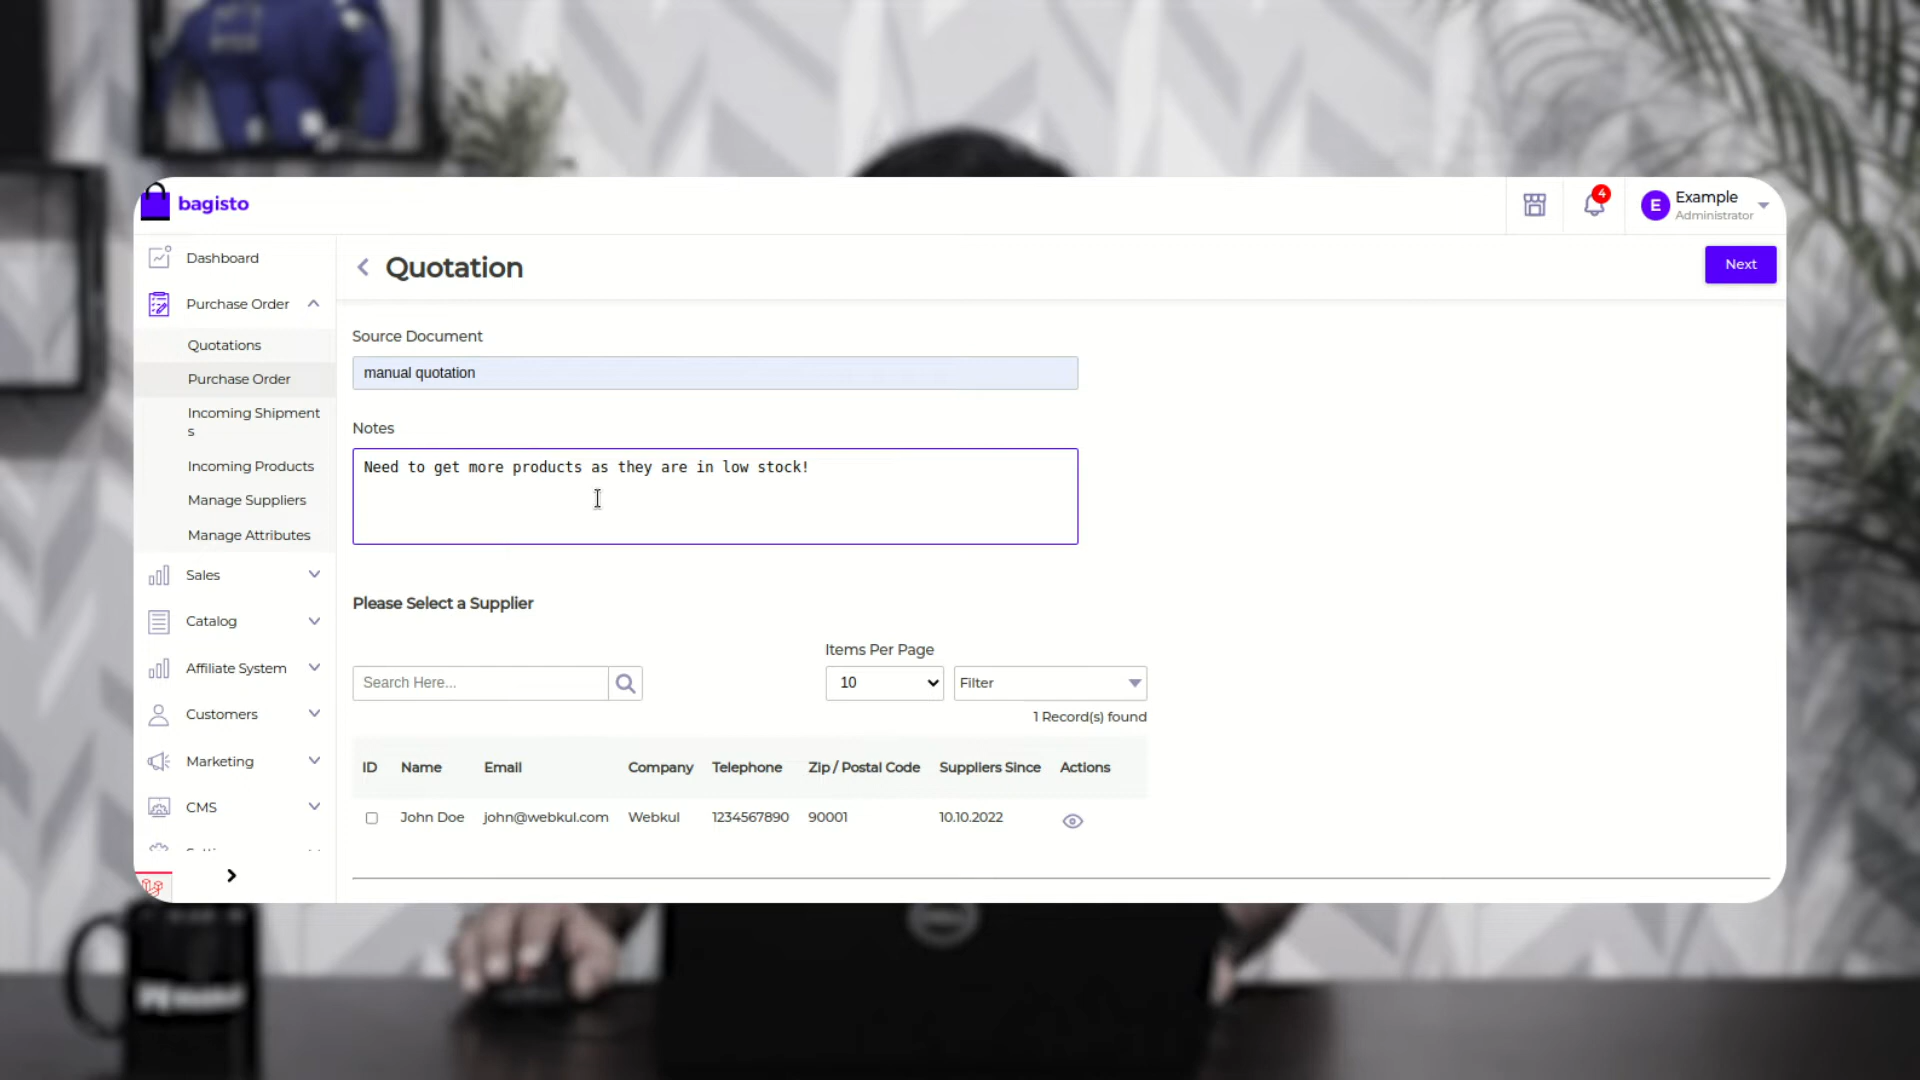 bagisto
4
E
Example
Administrator
Dashboard
Purchase Order
Quotations
Purchase Order
Incoming Shipment
s
Incoming Products
Manage Suppliers
Manage Attributes
Sales
Catalog
Affiliate System
Customers
Marketing
CMS
Quotation
Next
Source Document
manual quotation
Notes
Need to get more products as they are in low stock!
Please Select a Supplier
Items Per Page
Search Here...
10
Filter
1 Record(s) found
ID Name Email Company Telephone Zip / Postal Code Suppliers Since Actions
John Doe john@webkul.com Webkul 1234567890 90001 10.10.2022